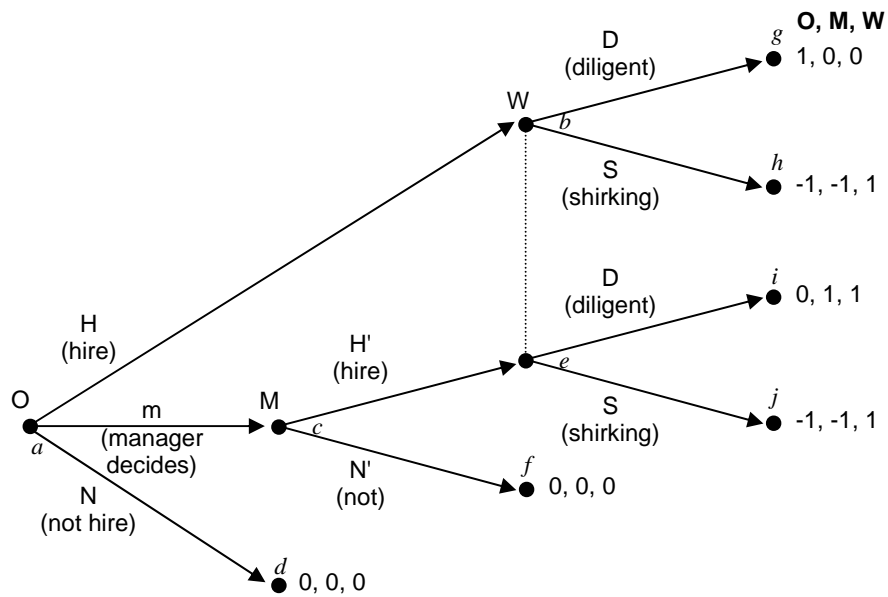 O, M, W
D
(diligent)
g
1, 0, 0
W
b
S
(shirking)
h
-1, -1, 1
D
(diligent)
i
0, 1, 1
H
(hire)
H'
(hire)
e
S
(shirking)
j
-1, -1, 1
O
a
m
(manager
decides)
M
c
N'
(not)
f
0, 0, 0
N
(not hire)
d
0, 0, 0